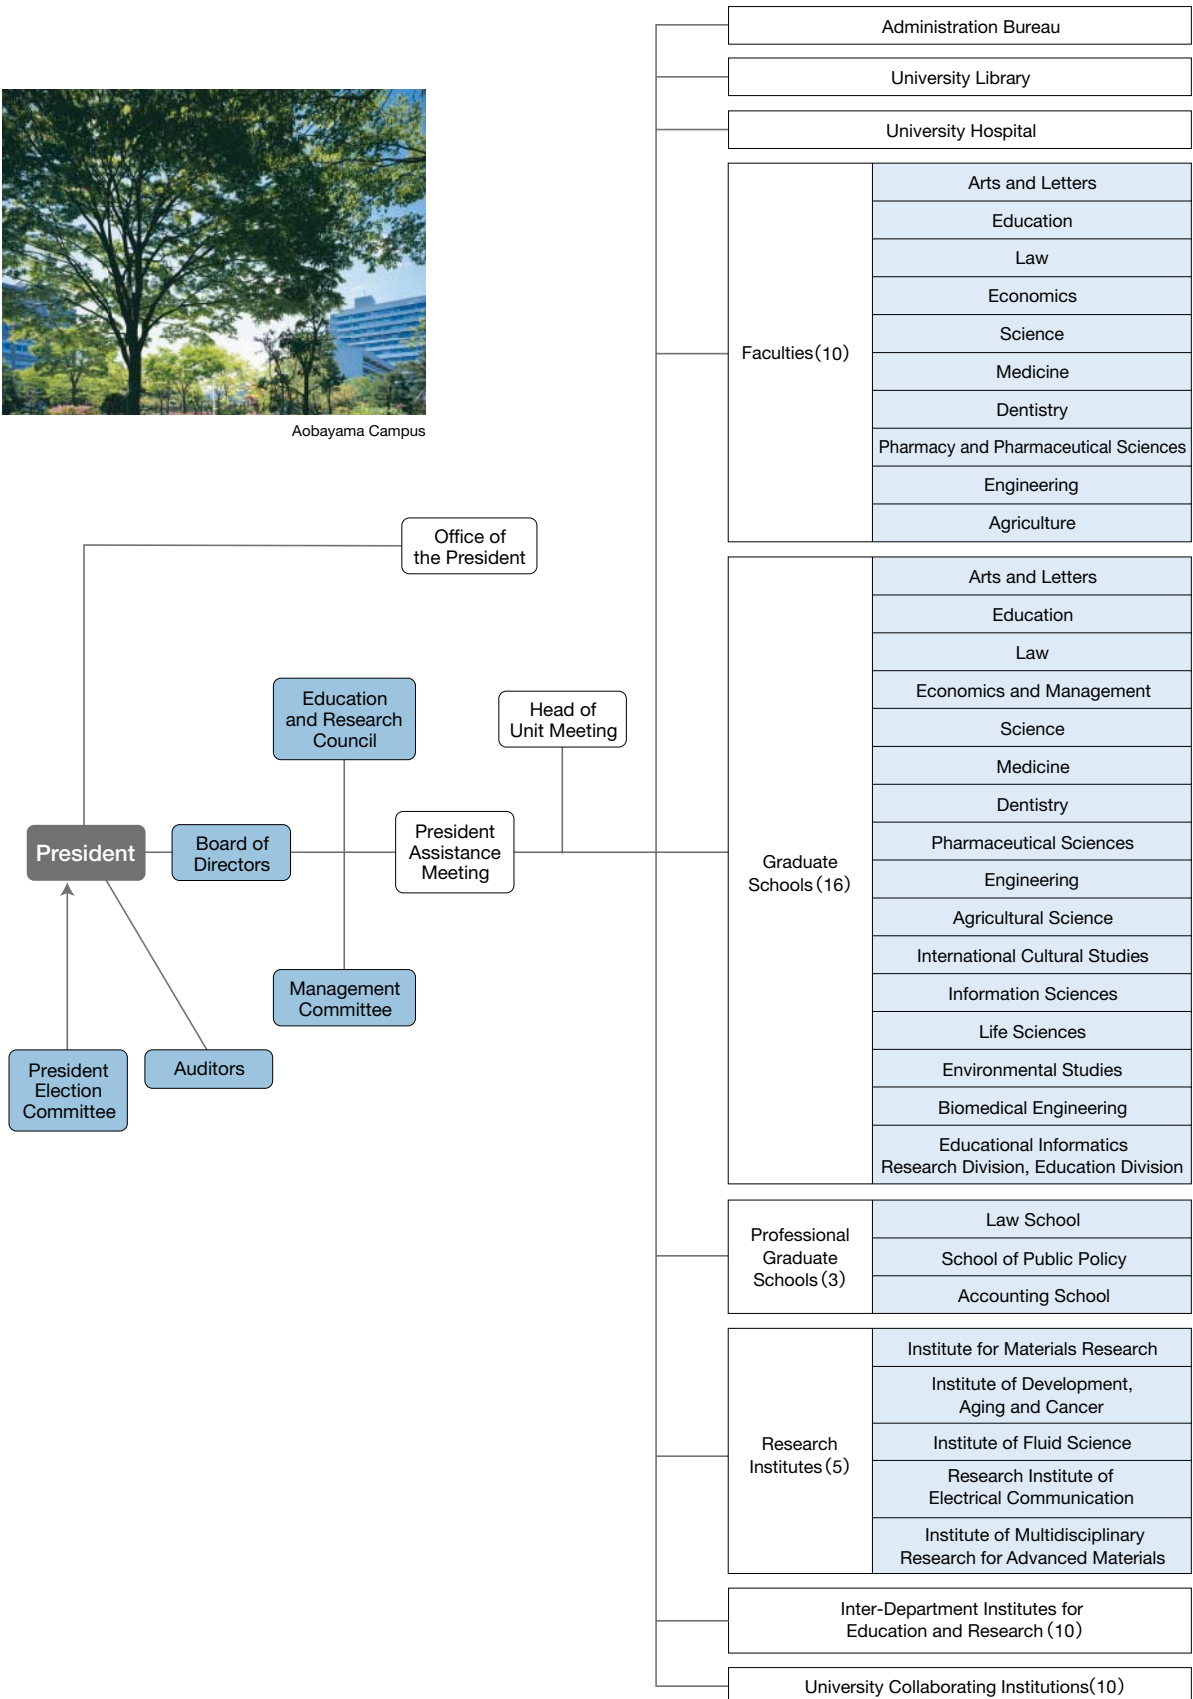 Aobayama Campus
Office of
the President
Education
and Research
Council
Head of
Unit Meeting
President
Board of
Directors
President
Assistance
Meeting
Management
Committee
President
Election
Committee
Auditors
Administration Bureau
University Library
University Hospital
Faculties(10)
Arts and Letters
Education
Law
Economics
Science
Medicine
Dentistry
Pharmacy and Pharmaceutical Sciences
Engineering
Agriculture
Graduate
Schools(16)
Arts and Letters
Education
Law
Economics and Management
Science
Medicine
Dentistry
Pharmaceutical Sciences
Engineering
Agricultural Science
International Cultural Studies
Information Sciences
Life Sciences
Environmental Studies
Biomedical Engineering
Educational Informatics
Research Division, Education Division
Professional
Graduate
Schools(3)
Law School
School of Public Policy
Accounting School
Research
Institutes(5)
Institute for Materials Research
Institute of Development,
Aging and Cancer
Institute of Fluid Science
Research Institute of
Electrical Communication
Institute of Multidisciplinary
Research for Advanced Materials
Inter-Department Institutes for
Education and Research(10)
University Collaborating Institutions(10)